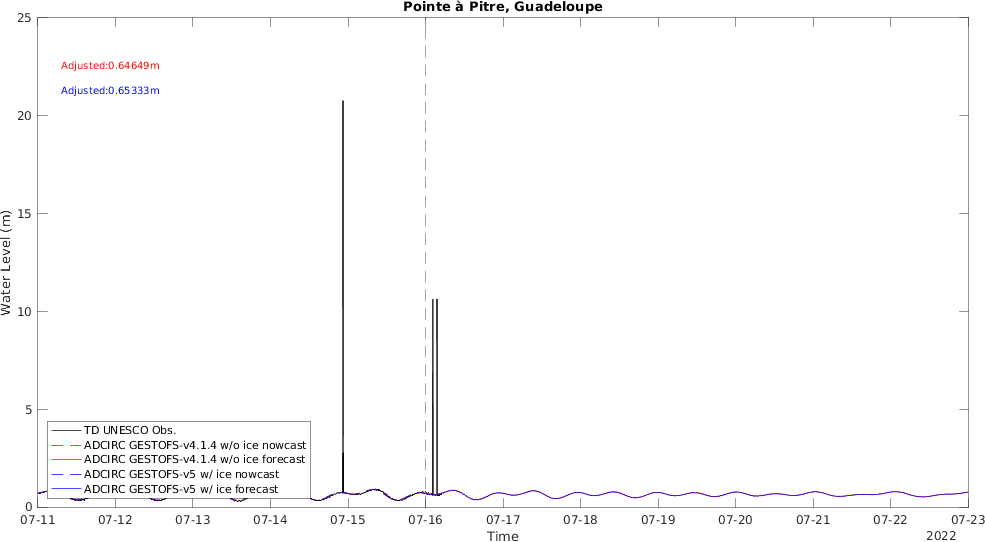 Pointe à Pitre, Guadeloupe
25
Adjusted:0.64649m
Adjusted:0.65333m
20
15
Water Level (m)
10
5
TD UNESCO Obs.
ADCIRC GESTOFS-v4.1.4 w/o ice nowcast
ADCIRC GESTOFS-v4.1.4 w/o ice forecast
ADCIRC GESTOFS-v5 w/ ice nowcast
ADCIRC GESTOFS-v5 w/ ice forecast
0
07-11 07-12 07-13 07-14 07-15 07-16 07-17 07-18 07-19 07-20 07-21 07-22 07-23
Time
2022